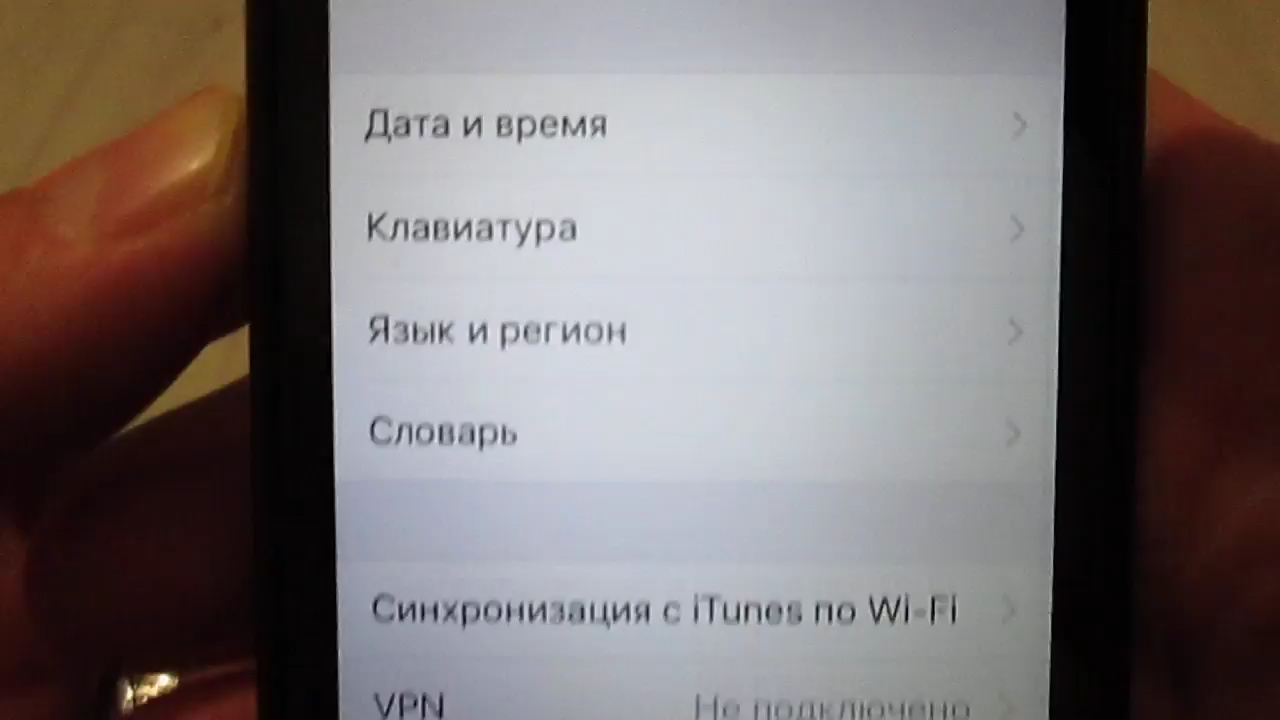 Дата и время
Клавиатура
Язык и регион
Словарь
Синхронизация с iTunes по Wi-Fi
VPN Не подключено